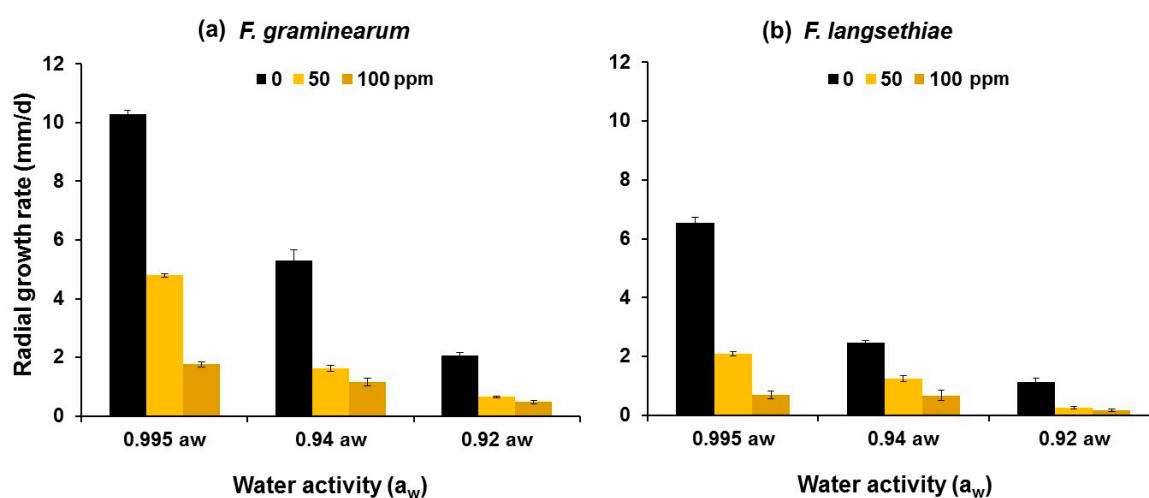 (a) F. graminearum
0 50 100 ppm
12
10
8
6
4
2
0
Radial growth rate (mm/d)
0.995 aw 0.94 aw 0.92 aw
Water activity (aw)
(b) F. langsethiae
0 50 100 ppm
12
10
8
6
4
2
0
0.995 aw 0.94 aw 0.92 aw
Water activity (aw)